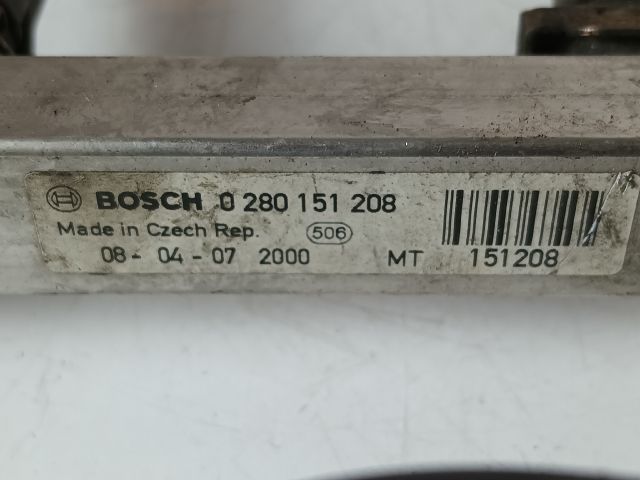 BOSCH 0 280 151 208
Made in Czech Rep. 506
08- 04 - 07 2000 MT 151208